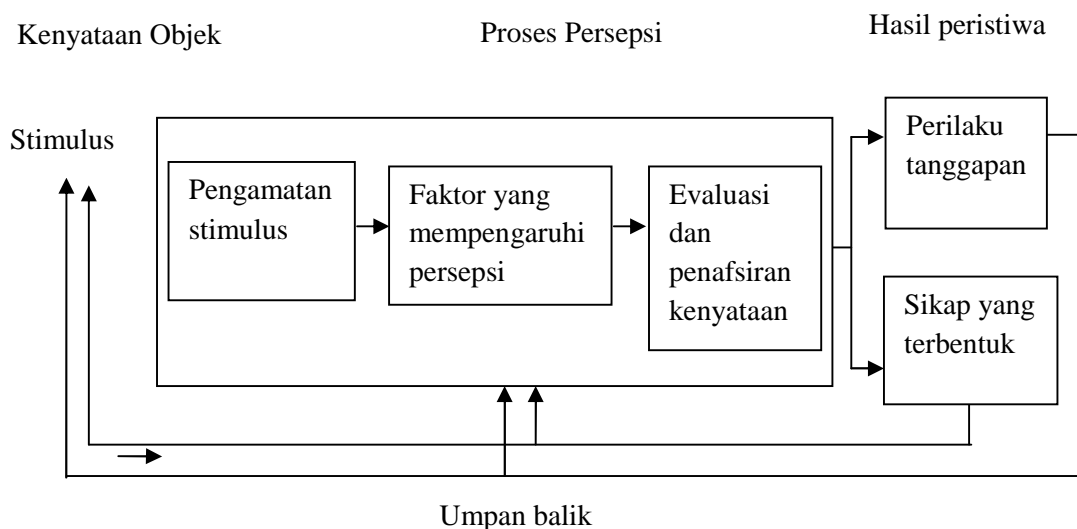 Kenyataan Objek
Proses Persepsi
Hasil peristiwa
Stimulus
Pengamatan
stimulus
Faktor yang
mempengaruhi
persepsi
Evaluasi
dan
penafsiran
kenyataan
Perilaku
tanggapan
Sikap yang
terbentuk
Umpan balik